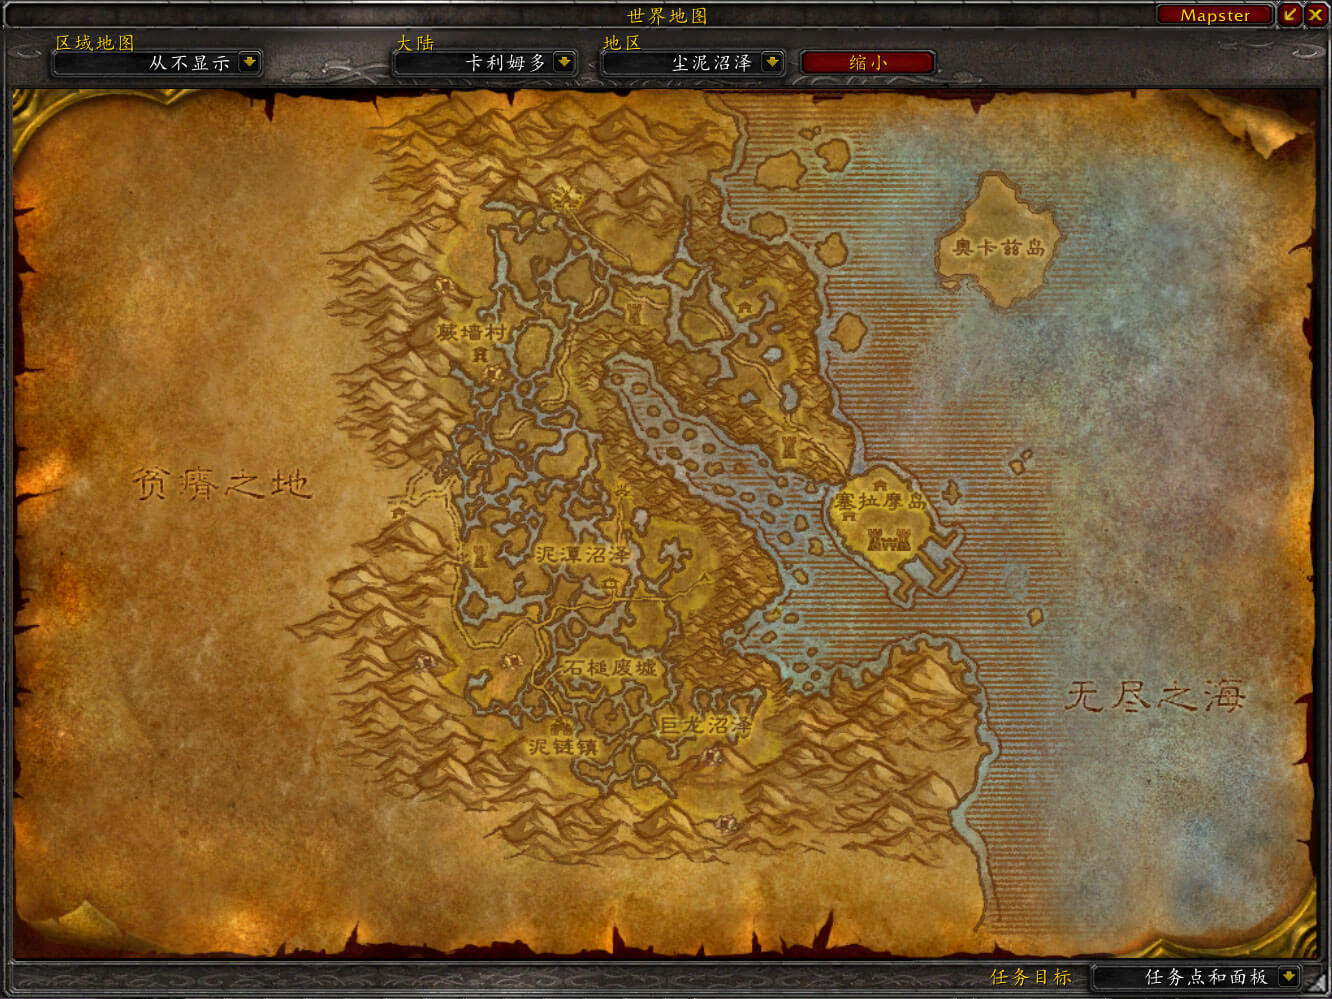 世界地图
Mapster
区域地图
大陆
地区
从不显示
卡利姆多
尘泥沼泽
缩小
奥卡兹岛
蕨墙村
贫瘠之地
塞拉摩岛
泥潭沼泽
石槌废墟
无尽之海
巨龙沼泽
泥链镇
任务目标
任务点和面板